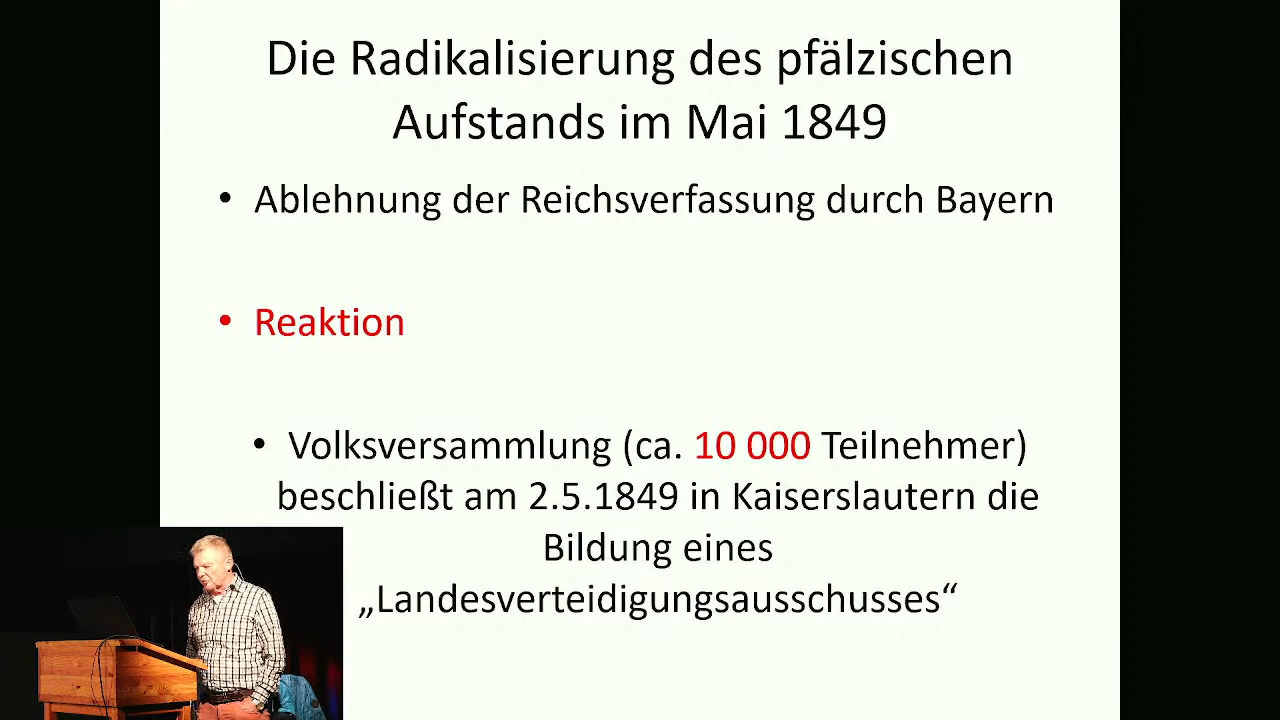 Die Radikalisierung des pfälzischen
Aufstands im Mai 1849
• Ablehnung der Reichsverfassung durch Bayern
• Reaktion
• Volksversammlung (ca. 10 000 Teilnehmer)
beschließt am 2.5.1849 in Kaiserslautern die
Bildung eines
„Landesverteidigungsausschusses“